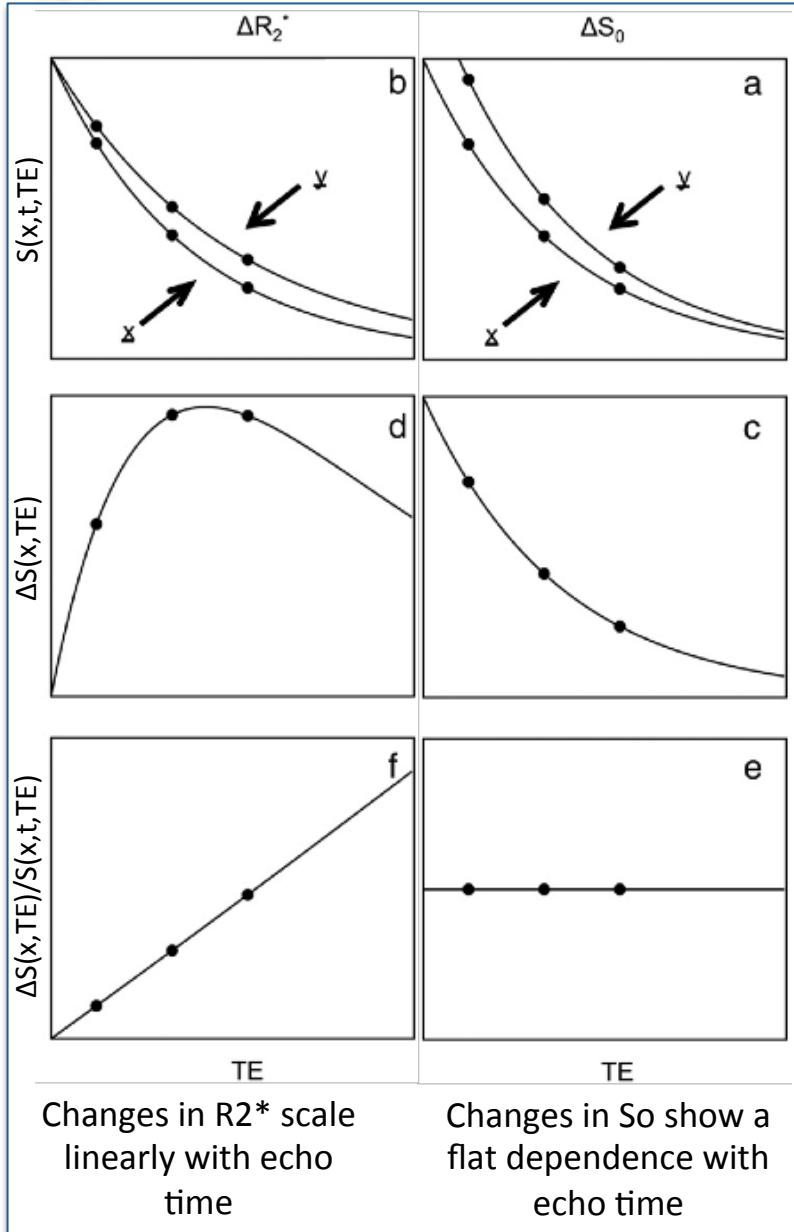 ΔR₂* ΔS₀
S(x,t,TE)
b
y
x
a
y
x
ΔS(x,TE)
d
c
ΔS(x,TE)/S(x,t,TE)
f
e
TE TE
Changes in R2* scale
linearly with echo
time
Changes in So show a
flat dependence with
echo time